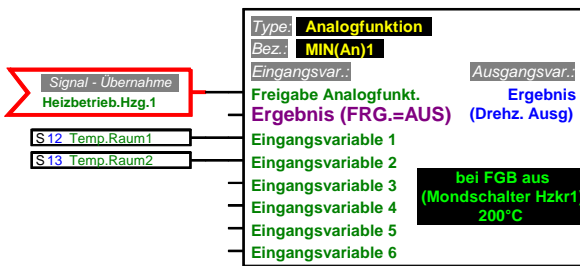 Type: Analogfunktion
Bez.: MIN(An)1
Signal - Übernahme
Heizbetrieb.Hzg.1
Eingangsvar.: Ausgangsvar.:
Freigabe Analogfunkt. Ergebnis
Ergebnis (FRG.=AUS) (Drehz. Ausg)
S 12 Temp.Raum1 Eingangsvariable 1
S 13 Temp.Raum2 Eingangsvariable 2
Eingangsvariable 3
Eingangsvariable 4
Eingangsvariable 5
Eingangsvariable 6
bei FGB aus
(Mondschalter Hzkr1)
200°C